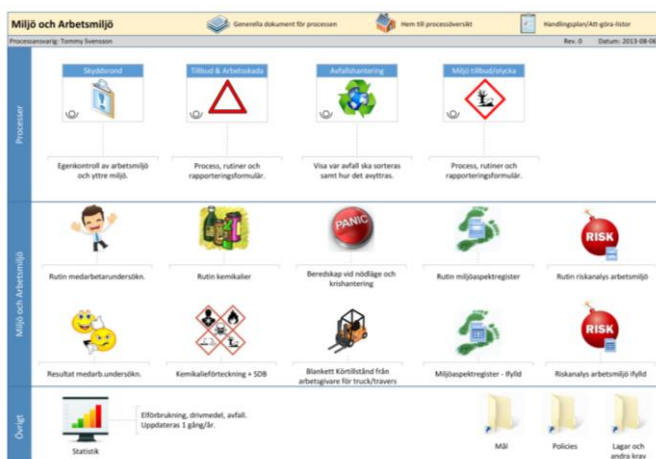 Miljö och Arbetsmiljö
Generella dokument för processen
Hem till processöversikt
Handlingsplan/Att-göra-listor
Processansvarig: Tommy Svensson
Rev. 0
Datum: 2013-08-06
Processer
Skyddsrond
Tillbud & Arbetsskada
Avfallshantering
Miljö tillbud/olycka
Egenkontroll av arbetsmiljö
och yttre miljö.
Process, rutiner och
rapporteringsformulär.
Visa var avfall ska sorteras
samt hur det avyttras.
Process, rutiner och
rapporteringsformulär.
Miljö och Arbetsmiljö
PANIC
RISK
Rutin medarbetarundersökn.
Rutin kemikalier
Beredskap vid nödläge och
krishantering
Rutin miljöaspektregister
Rutin riskanalys arbetsmiljö
RISK
Resultat medarb.undersökn.
Kemikalieförteckning + SDB
Blankett Körtillstånd från
arbetsgivare för truck/travers
Miljöaspektregister - Ifylld
Riskanalys arbetsmiljö ifylld
Övrigt
Elförbrukning, drivmedel, avfall.
Uppdateras 1 gång/år.
Statistik
Mål
Policies
Lagar och
andra krav